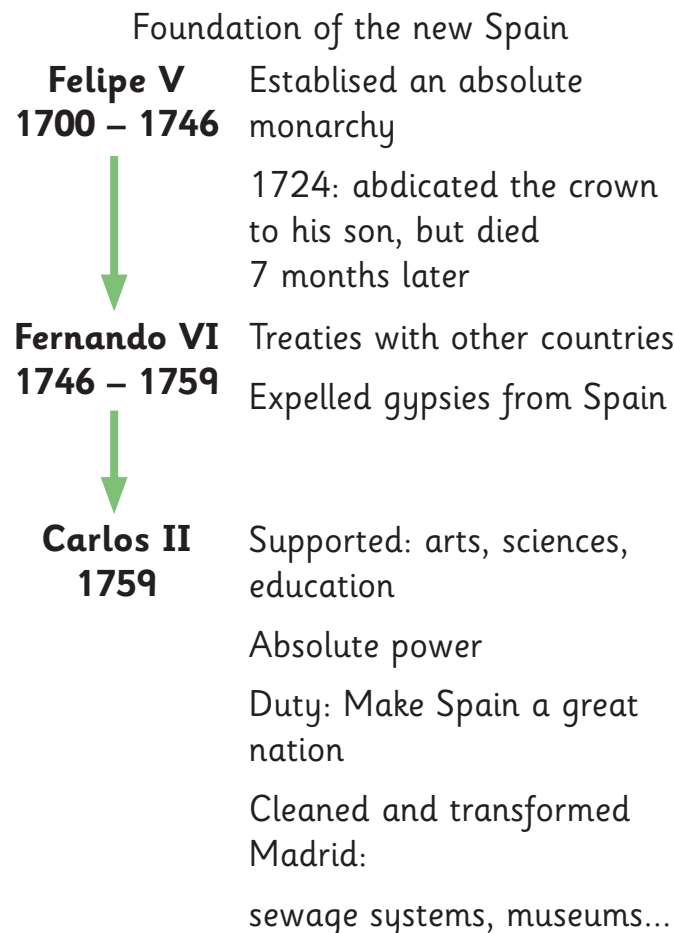 Foundation of the new Spain
Felipe V
1700 – 1746
Establised an absolute
monarchy
1724: abdicated the crown
to his son, but died
7 months later
Fernando VI
1746 – 1759
Treaties with other countries
Expelled gypsies from Spain
Carlos II
1759
Supported: arts, sciences,
education
Absolute power
Duty: Make Spain a great
nation
Cleaned and transformed
Madrid:
sewage systems, museums...